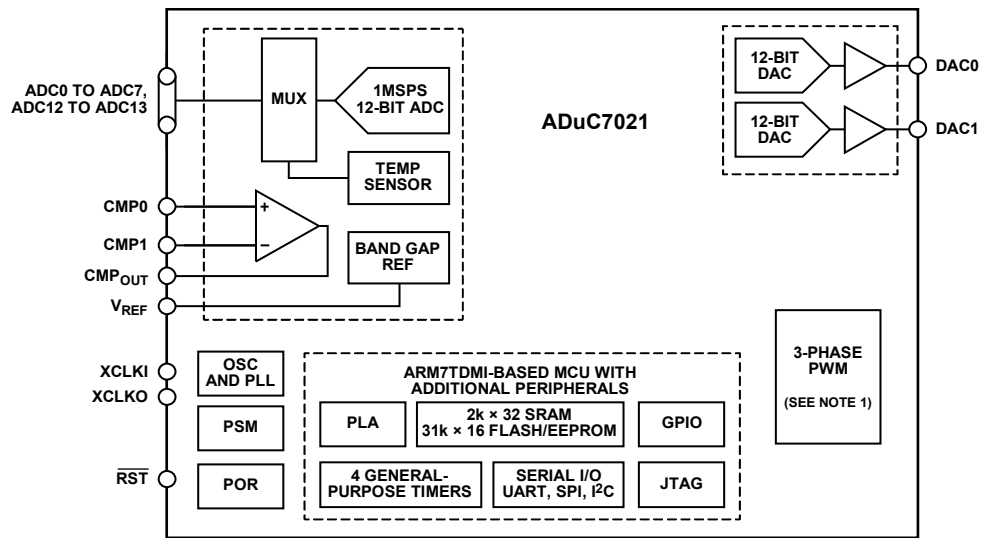 ADuC7021
ADC0 TO ADC7,
ADC12 TO ADC13
MUX
1MSPS
12-BIT ADC
TEMP
SENSOR
CMP0
+
CMP1
−
CMPOUT
VREF
BAND GAP
REF
12-BIT
DAC
DAC0
12-BIT
DAC
DAC1
XCLKI
XCLKO
OSC
AND PLL
PSM
RST
POR
ARM7TDMI-BASED MCU WITH
ADDITIONAL PERIPHERALS
PLA
2k × 32 SRAM
31k × 16 FLASH/EEPROM
GPIO
4 GENERAL-
PURPOSE TIMERS
SERIAL I/O
UART, SPI, I²C
JTAG
3-PHASE
PWM
(SEE NOTE 1)